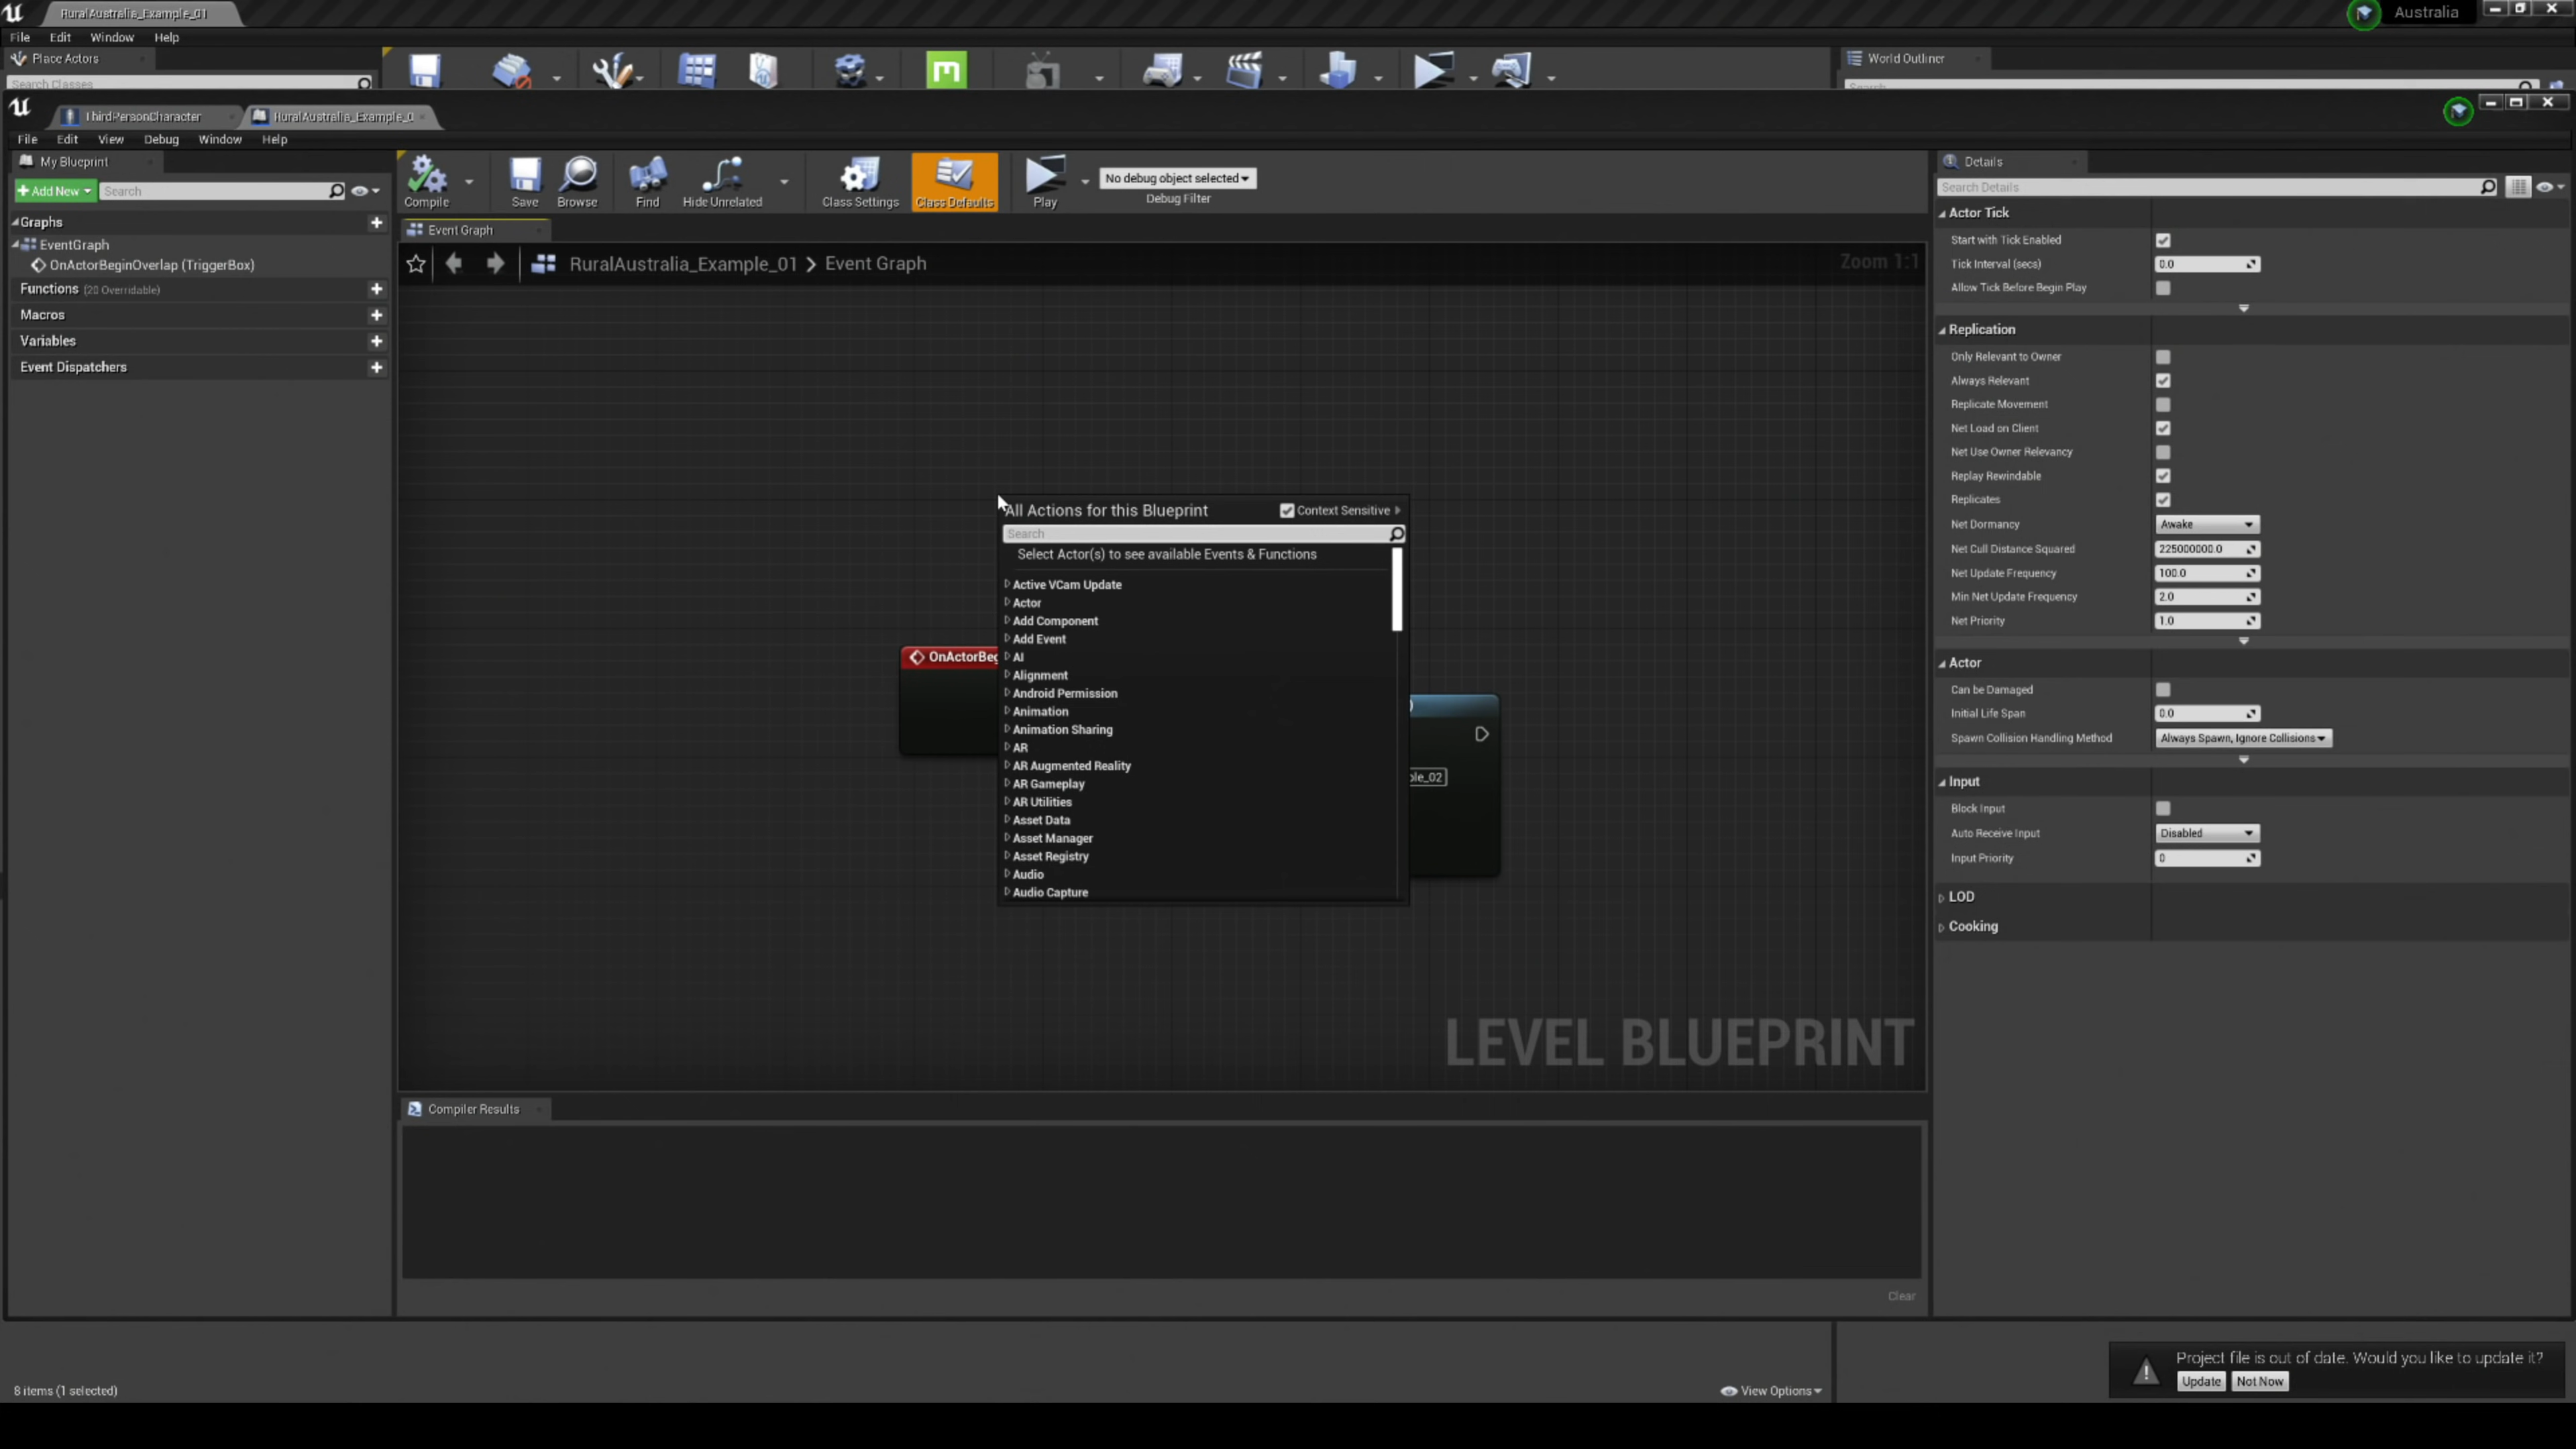 RuralAustralia_Example_01
Australia
File Edit Window Help
Place Actors
World Outliner
Search Classes
Search
ThirdPersonCharacter
RuralAustralia_Example_0
File Edit View Debug Window Help
My Blueprint
Add New
Search
Graphs
EventGraph
OnActorBeginOverlap (TriggerBox)
Functions (20 Overridable)
Macros
Variables
Event Dispatchers
Compile
Save
Browse
Find
Hide Unrelated
Class Settings
Class Defaults
Play
No debug object selected
Debug Filter
Event Graph
RuralAustralia_Example_01 > Event Graph
Zoom 1:1
OnActorBeg
ple_02
All Actions for this Blueprint
Context Sensitive
Search
Select Actor(s) to see available Events & Functions
Active VCam Update
Actor
Add Component
Add Event
AI
Alignment
Android Permission
Animation
Animation Sharing
AR
AR Augmented Reality
AR Gameplay
AR Utilities
Asset Data
Asset Manager
Asset Registry
Audio
Audio Capture
LEVEL BLUEPRINT
Compiler Results
Clear
Details
Search Details
Actor Tick
Start with Tick Enabled
Tick Interval (secs) 0.0
Allow Tick Before Begin Play
Replication
Only Relevant to Owner
Always Relevant
Replicate Movement
Net Load on Client
Net Use Owner Relevancy
Replay Rewindable
Replicates
Net Dormancy Awake
Net Cull Distance Squared 225000000.0
Net Update Frequency 100.0
Min Net Update Frequency 2.0
Net Priority 1.0
Actor
Can be Damaged
Initial Life Span 0.0
Spawn Collision Handling Method Always Spawn, Ignore Collisions
Input
Block Input
Auto Receive Input Disabled
Input Priority 0
LOD
Cooking
8 items (1 selected)
View Options
Project file is out of date. Would you like to update it?
Update Not Now